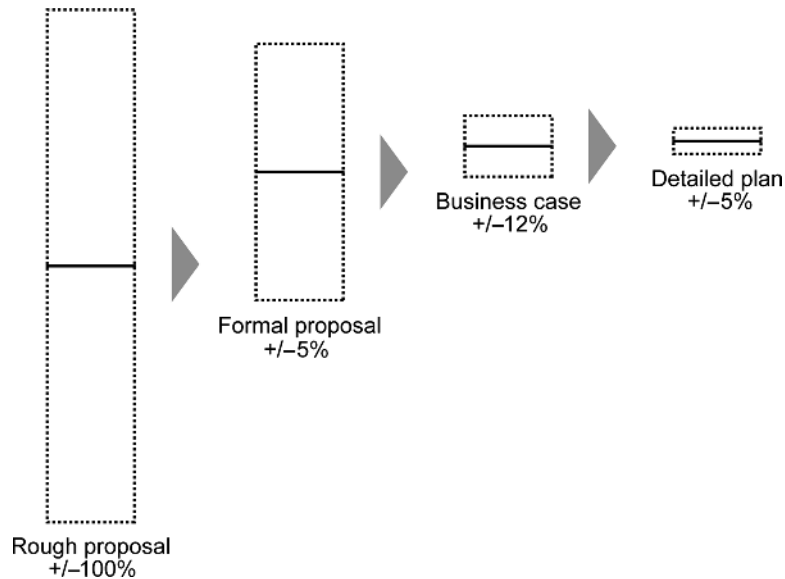 Rough proposal
+/–100%
Formal proposal
+/–5%
Business case
+/–12%
Detailed plan
+/–5%